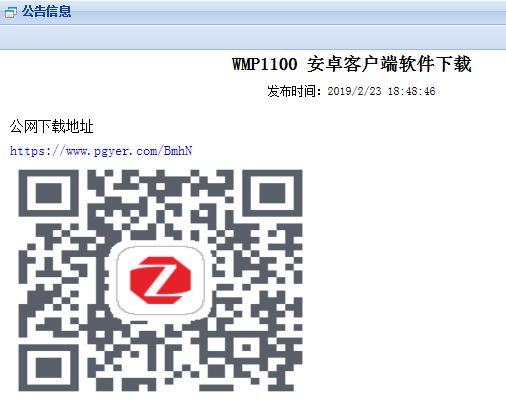 公告信息
WMP1100 安卓客户端软件下载
发布时间：2019/2/23 18:48:46
公网下载地址
https://www.pgyer.com/BmhN
Z